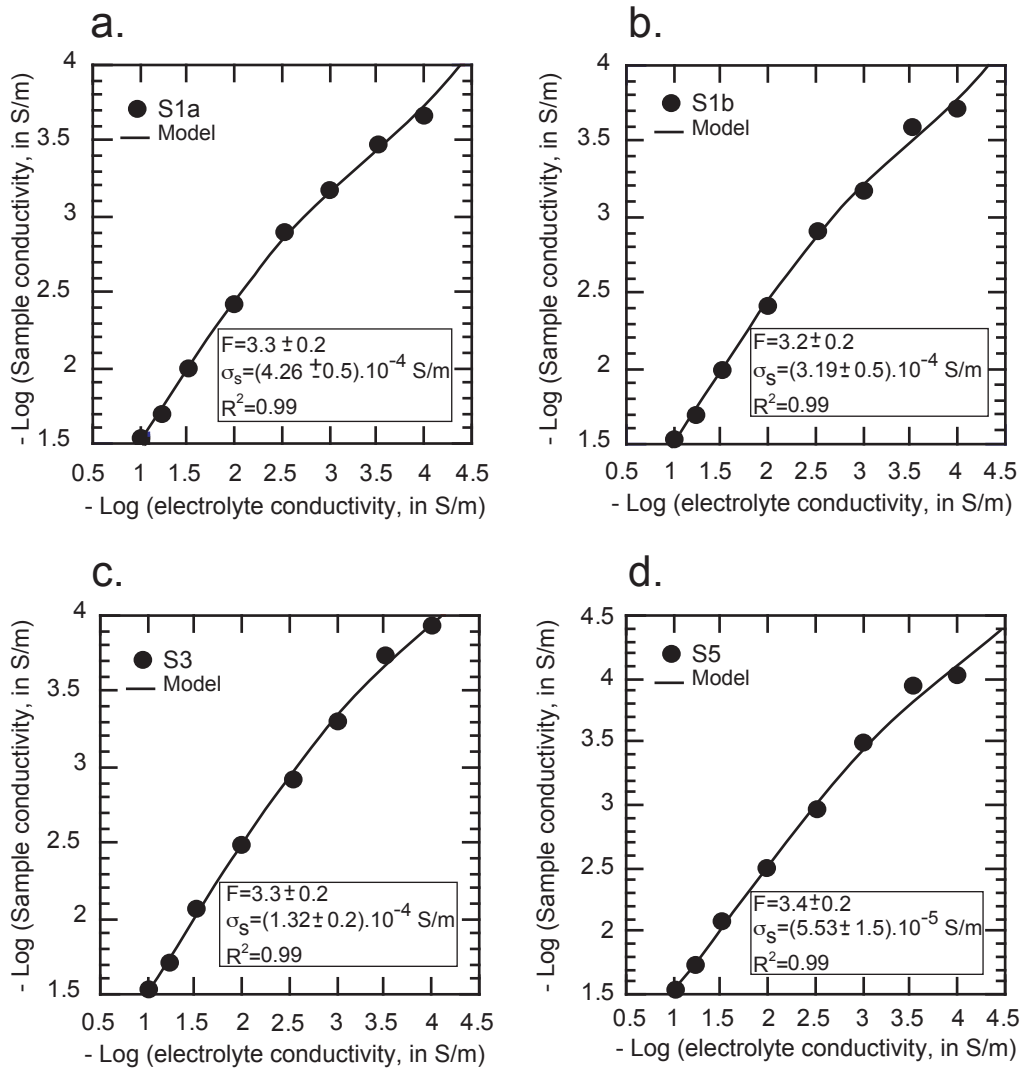 a.
- Log (Sample conductivity, in S/m)
4
3.5
3
2.5
2
1.5
S1a
Model
F=3.3 ± 0.2
σs=(4.26 ± 0.5).10⁻⁴ S/m
R²=0.99
0.5 1 1.5 2 2.5 3 3.5 4 4.5
- Log (electrolyte conductivity, in S/m)
b.
- Log (Sample conductivity, in S/m)
4
3.5
3
2.5
2
1.5
S1b
Model
F=3.2 ± 0.2
σs=(3.19 ± 0.5).10⁻⁴ S/m
R²=0.99
0.5 1 1.5 2 2.5 3 3.5 4 4.5
- Log (electrolyte conductivity, in S/m)
c.
- Log (Sample conductivity, in S/m)
4
3.5
3
2.5
2
1.5
S3
Model
F=3.3 ± 0.2
σs=(1.32 ± 0.2).10⁻⁴ S/m
R²=0.99
0.5 1 1.5 2 2.5 3 3.5 4 4.5
- Log (electrolyte conductivity, in S/m)
d.
- Log (Sample conductivity, in S/m)
4.5
4
3.5
3
2.5
2
1.5
S5
Model
F=3.4 ± 0.2
σs=(5.53 ± 1.5).10⁻⁵ S/m
R²=0.99
0.5 1 1.5 2 2.5 3 3.5 4 4.5
- Log (electrolyte conductivity, in S/m)